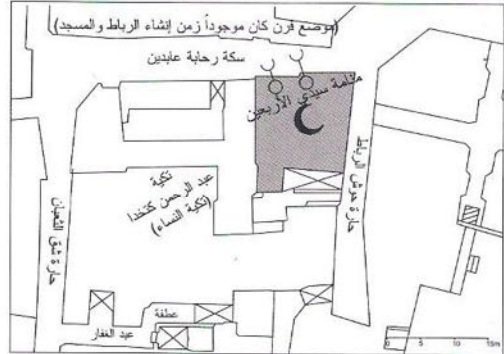 (موضع فرن كان موجوداً زمن إنشاء الرباط والمسجد)
سكة رحابة عابدين
مقامة سيدي الأربعين
حارة حوش الرباط
تكية
عبد الرحمن كتخدا
(تكية النساء)
حارة شق الثعبان
عطفة
عبد الغفار
0 5 10 15m